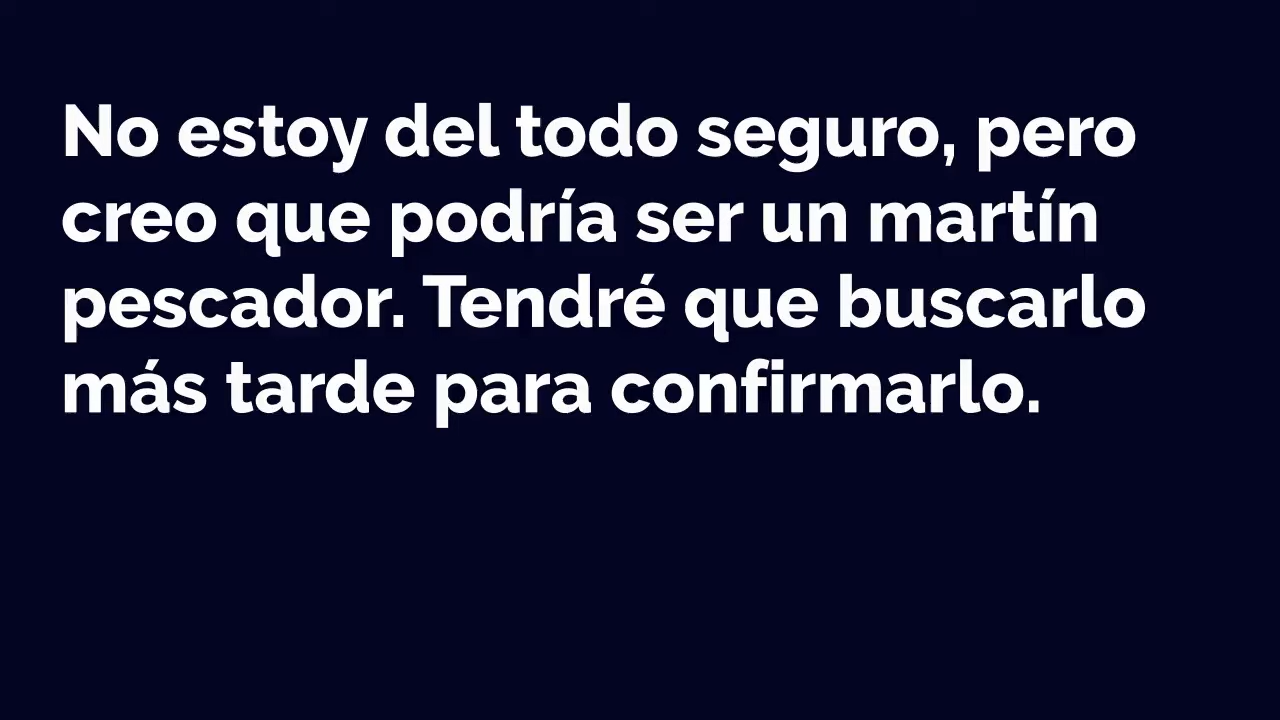 No estoy del todo seguro, pero
creo que podría ser un martín
pescador. Tendré que buscarlo
más tarde para confirmarlo.